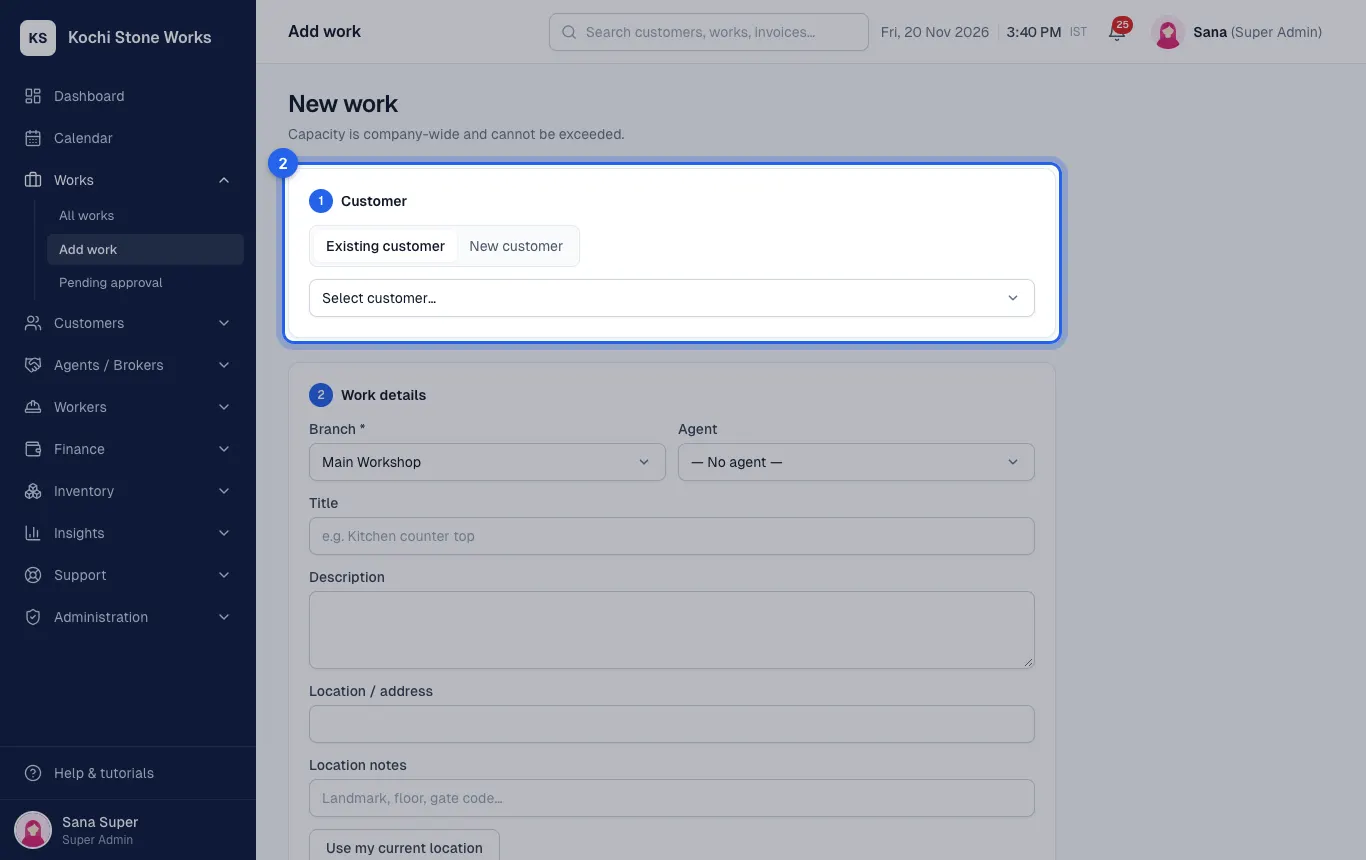 KS
Kochi Stone Works
Dashboard
Calendar
Works
All works
Add work
Pending approval
Customers
Agents / Brokers
Workers
Finance
Inventory
Insights
Support
Administration
Help & tutorials
Sana Super
Super Admin
Add work
Search customers, works, invoices...
Fri, 20 Nov 2026
3:40 PM IST
25
Sana (Super Admin)
New work
Capacity is company-wide and cannot be exceeded.
2
1 Customer
Existing customer New customer
Select customer...
2 Work details
Branch * Agent
Main Workshop — No agent —
Title
e.g. Kitchen counter top
Description
Location / address
Location notes
Landmark, floor, gate code...
Use my current location